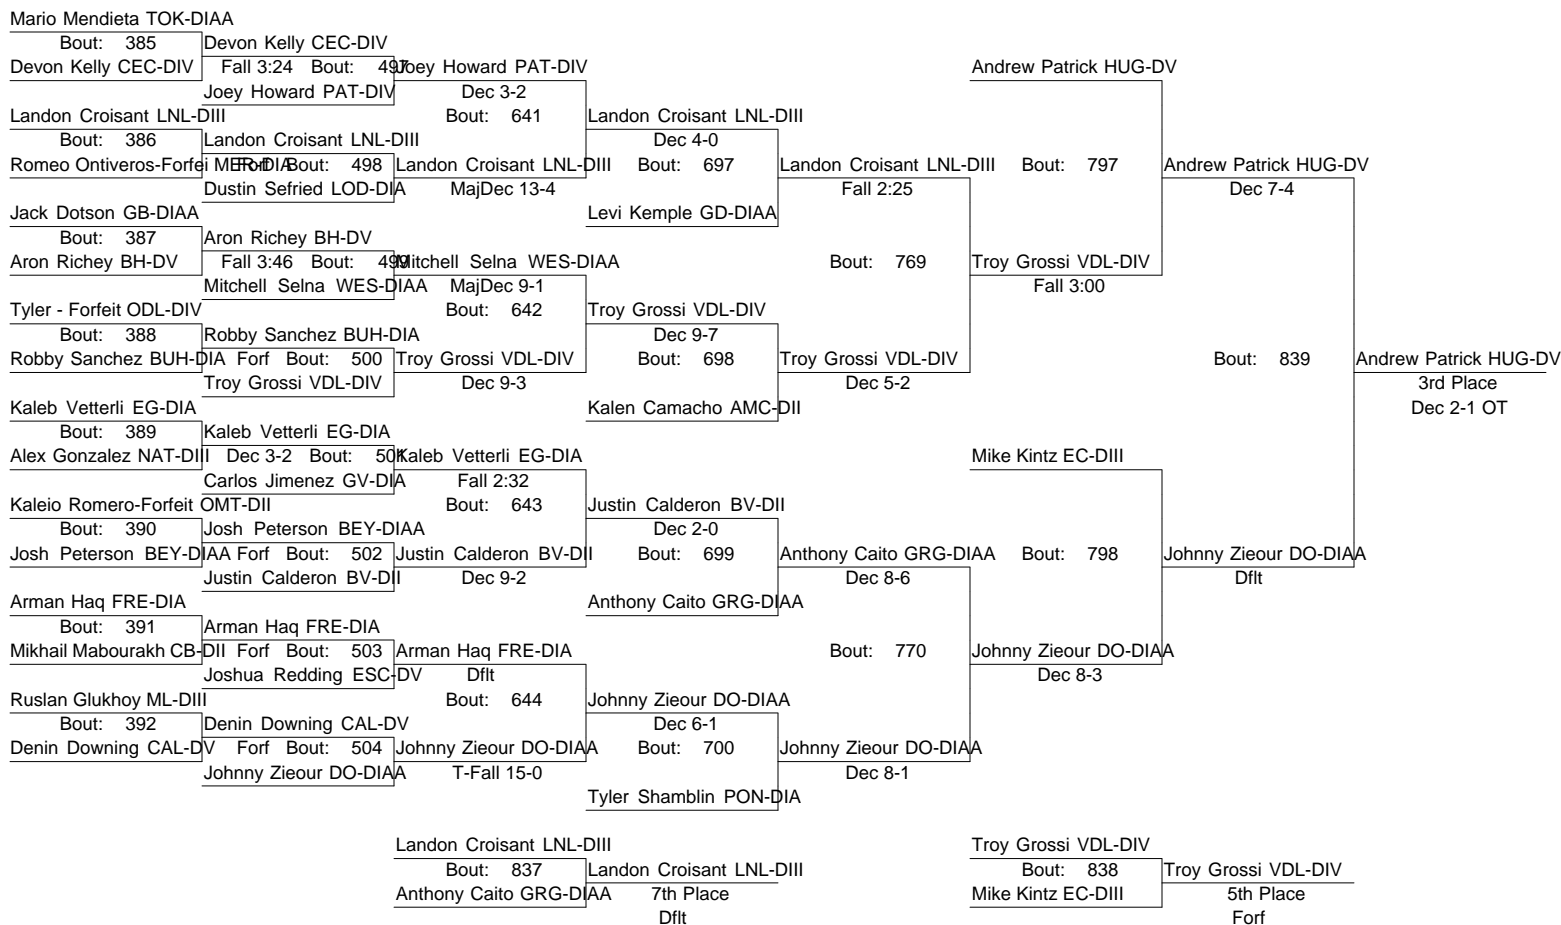 Mario Mendieta TOK-DIAA
Bout: 385 Devon Kelly CEC-DIV
Devon Kelly CEC-DIV Fall 3:24 Bout: 497 Joey Howard PAT-DIV Andrew Patrick HUG-DV
Joey Howard PAT-DIV Dec 3-2
Landon Croisant LNL-DIII Bout: 641 Landon Croisant LNL-DIII
Bout: 386 Landon Croisant LNL-DIII Dec 4-0
Romeo Ontiveros-Forfei MER-DIA Forf Bout: 498 Landon Croisant LNL-DIII Bout: 697 Landon Croisant LNL-DIII Bout: 797 Andrew Patrick HUG-DV
Dustin Sefried LOD-DIA MajDec 13-4 Fall 2:25 Dec 7-4
Jack Dotson GB-DIAA Levi Kemple GD-DIAA
Bout: 387 Aron Richey BH-DV
Aron Richey BH-DV Fall 3:46 Bout: 499 Mitchell Selna WES-DIAA Bout: 769 Troy Grossi VDL-DIV
Mitchell Selna WES-DIAA MajDec 9-1 Fall 3:00
Tyler - Forfeit ODL-DIV Bout: 642 Troy Grossi VDL-DIV
Bout: 388 Robby Sanchez BUH-DIA Dec 9-7
Robby Sanchez BUH-DIA Forf Bout: 500 Troy Grossi VDL-DIV Bout: 698 Troy Grossi VDL-DIV Bout: 839 Andrew Patrick HUG-DV
Troy Grossi VDL-DIV Dec 9-3 Dec 5-2 3rd Place
Kaleb Vetterli EG-DIA Kalen Camacho AMC-DII Dec 2-1 OT
Bout: 389 Kaleb Vetterli EG-DIA
Alex Gonzalez NAT-DIII Dec 3-2 Bout: 501 Kaleb Vetterli EG-DIA Mike Kintz EC-DIII
Carlos Jimenez GV-DIA Fall 2:32
Kaleio Romero-Forfeit OMT-DII Bout: 643 Justin Calderon BV-DII
Bout: 390 Josh Peterson BEY-DIAA Dec 2-0
Josh Peterson BEY-DIAA Forf Bout: 502 Justin Calderon BV-DII Bout: 699 Anthony Caito GRG-DIAA Bout: 798 Johnny Zieour DO-DIAA
Justin Calderon BV-DII Dec 9-2 Dec 8-6 Dflt
Arman Haq FRE-DIA Anthony Caito GRG-DIAA
Bout: 391 Arman Haq FRE-DIA
Mikhail Mabourakh CB-DII Forf Bout: 503 Arman Haq FRE-DIA Bout: 770 Johnny Zieour DO-DIAA
Joshua Redding ESC-DV Dflt Dec 8-3
Ruslan Glukhoy ML-DIII Bout: 644 Johnny Zieour DO-DIAA
Bout: 392 Denin Downing CAL-DV Dec 6-1
Denin Downing CAL-DV Forf Bout: 504 Johnny Zieour DO-DIAA Bout: 700 Johnny Zieour DO-DIAA
Johnny Zieour DO-DIAA T-Fall 15-0 Dec 8-1
Tyler Shamblin PON-DIA
Landon Croisant LNL-DIII Troy Grossi VDL-DIV
Bout: 837 Landon Croisant LNL-DIII Bout: 838 Troy Grossi VDL-DIV
Anthony Caito GRG-DIAA 7th Place Mike Kintz EC-DIII 5th Place
Dflt Forf